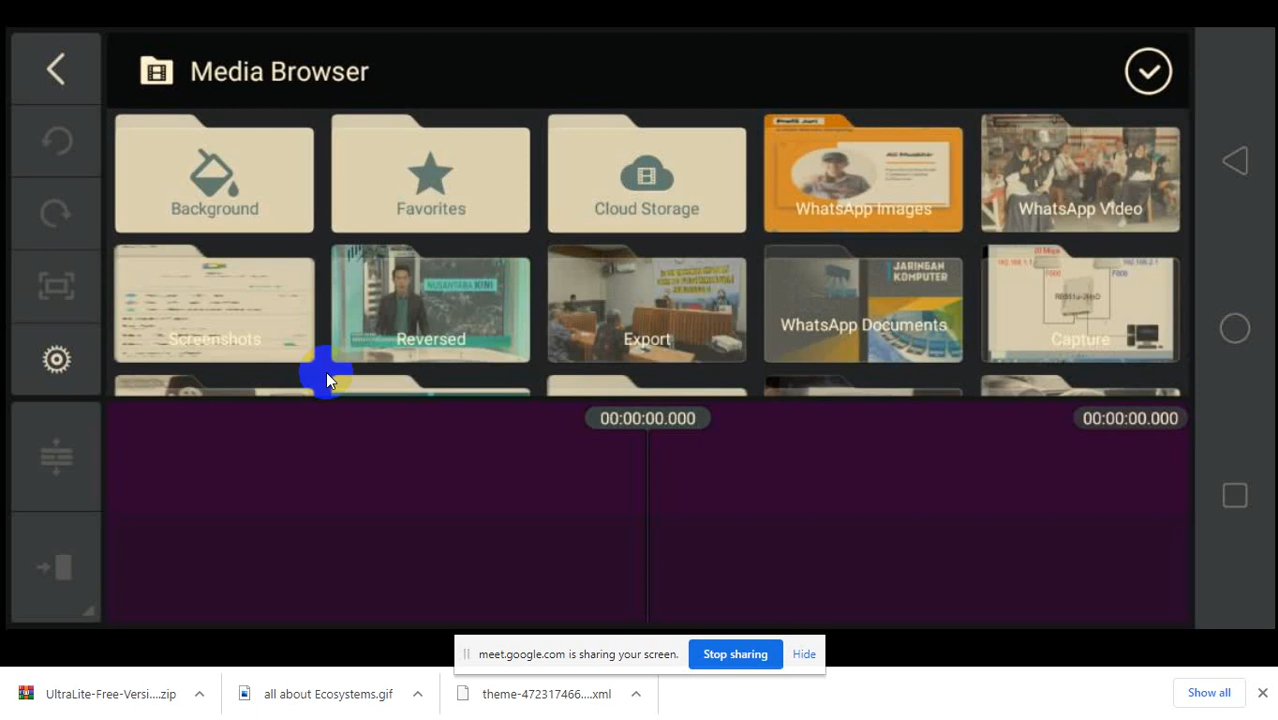 Media Browser
Background
Favorites
Cloud Storage
WhatsApp Images
WhatsApp Video
Screenshots
NUSANTARA KINI
Reversed
Export
JARINGAN
KOMPUTER
WhatsApp Documents
Capture
00:00:00.000
00:00:00.000
meet.google.com is sharing your screen.
Stop sharing
Hide
UltraLite-Free-Versi....zip
all about Ecosystems.gif
theme-472317466....xml
Show all